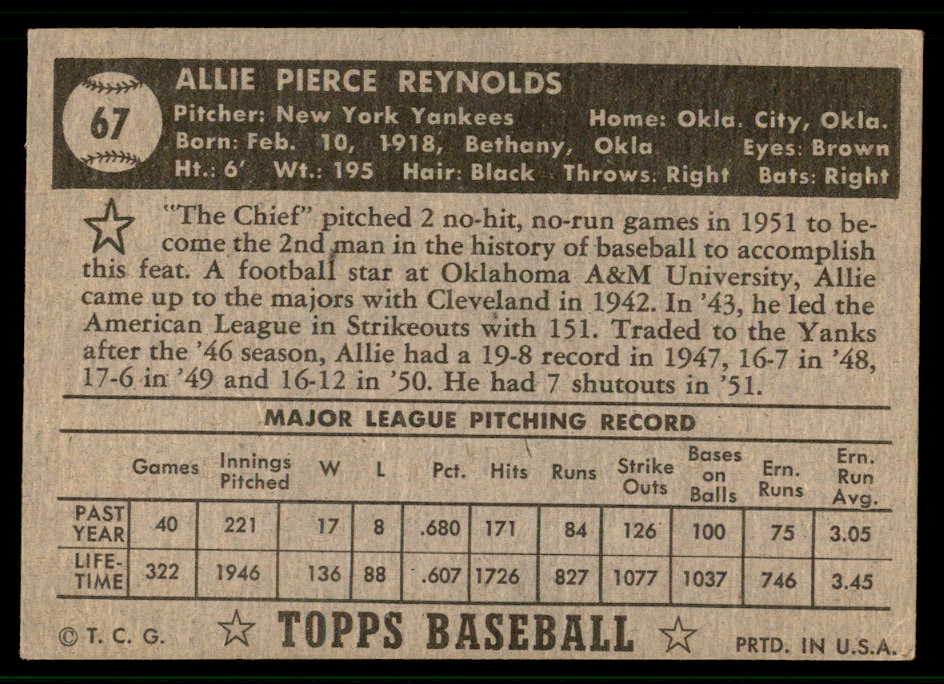 67
ALLIE PIERCE REYNOLDS
Pitcher: New York Yankees Home: Okla. City, Okla.
Born: Feb. 10, 1918, Bethany, Okla Eyes: Brown
Ht.: 6' Wt.: 195 Hair: Black Throws: Right Bats: Right
"The Chief" pitched 2 no-hit, no-run games in 1951 to be-
come the 2nd man in the history of baseball to accomplish
this feat. A football star at Oklahoma A&M University, Allie
came up to the majors with Cleveland in 1942. In '43, he led the
American League in Strikeouts with 151. Traded to the Yanks
after the '46 season, Allie had a 19-8 record in 1947, 16-7 in '48,
17-6 in '49 and 16-12 in '50. He had 7 shutouts in '51.
MAJOR LEAGUE PITCHING RECORD
Games Innings Pitched W L Pct. Hits Runs Strike Outs Bases on Balls Ern. Runs Ern. Run Avg.
PAST YEAR 40 221 17 8 .680 171 84 126 100 75 3.05
LIFE-TIME 322 1946 136 88 .607 1726 827 1077 1037 746 3.45
© T. C. G. TOPPS BASEBALL PRTD. IN U.S.A.